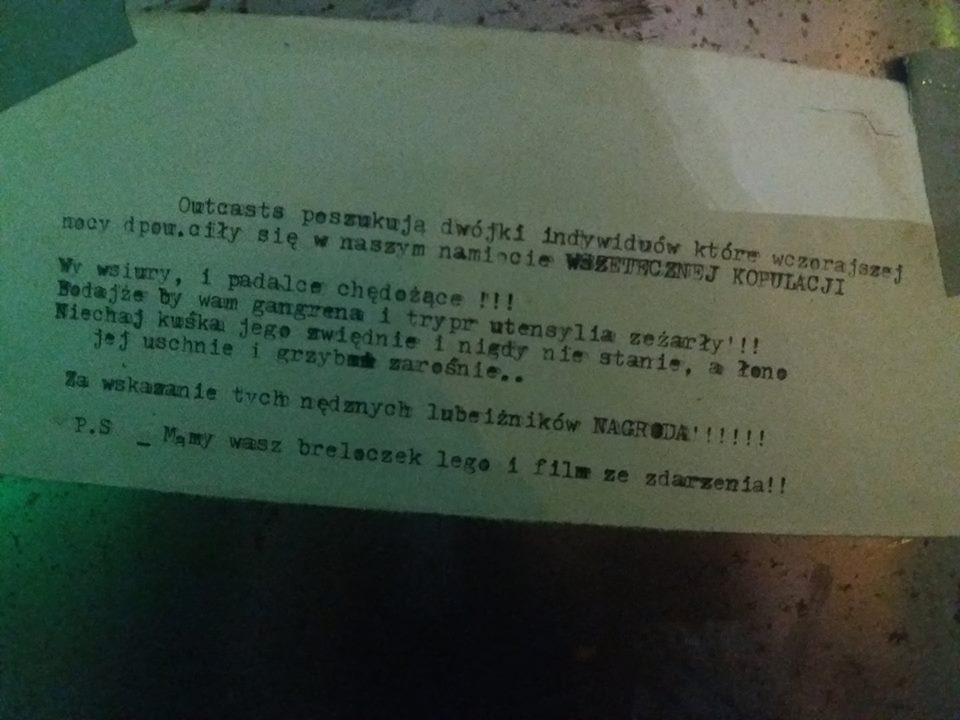 Outcasts poszukują dwójki indywiduów które wczorajszej
nocy dpou.ciły się w naszym namiocie WSZETECZNEJ KOPULACJI
Wy wsiury, i padalce chędożące !!!
Bodajże by wam gangrena i trypr utensylia zeżarły'!!
Niechaj kuśka jego zwiędnie i nigdy nie stanie, a łono
jej uschnie i grzybem zarośnie..
Za wskazanie tych nędznych lubeiżników NAGRODA'!!!!!!
P.S _ Mamy wasz breloczek lego i film ze zdarzenia!!